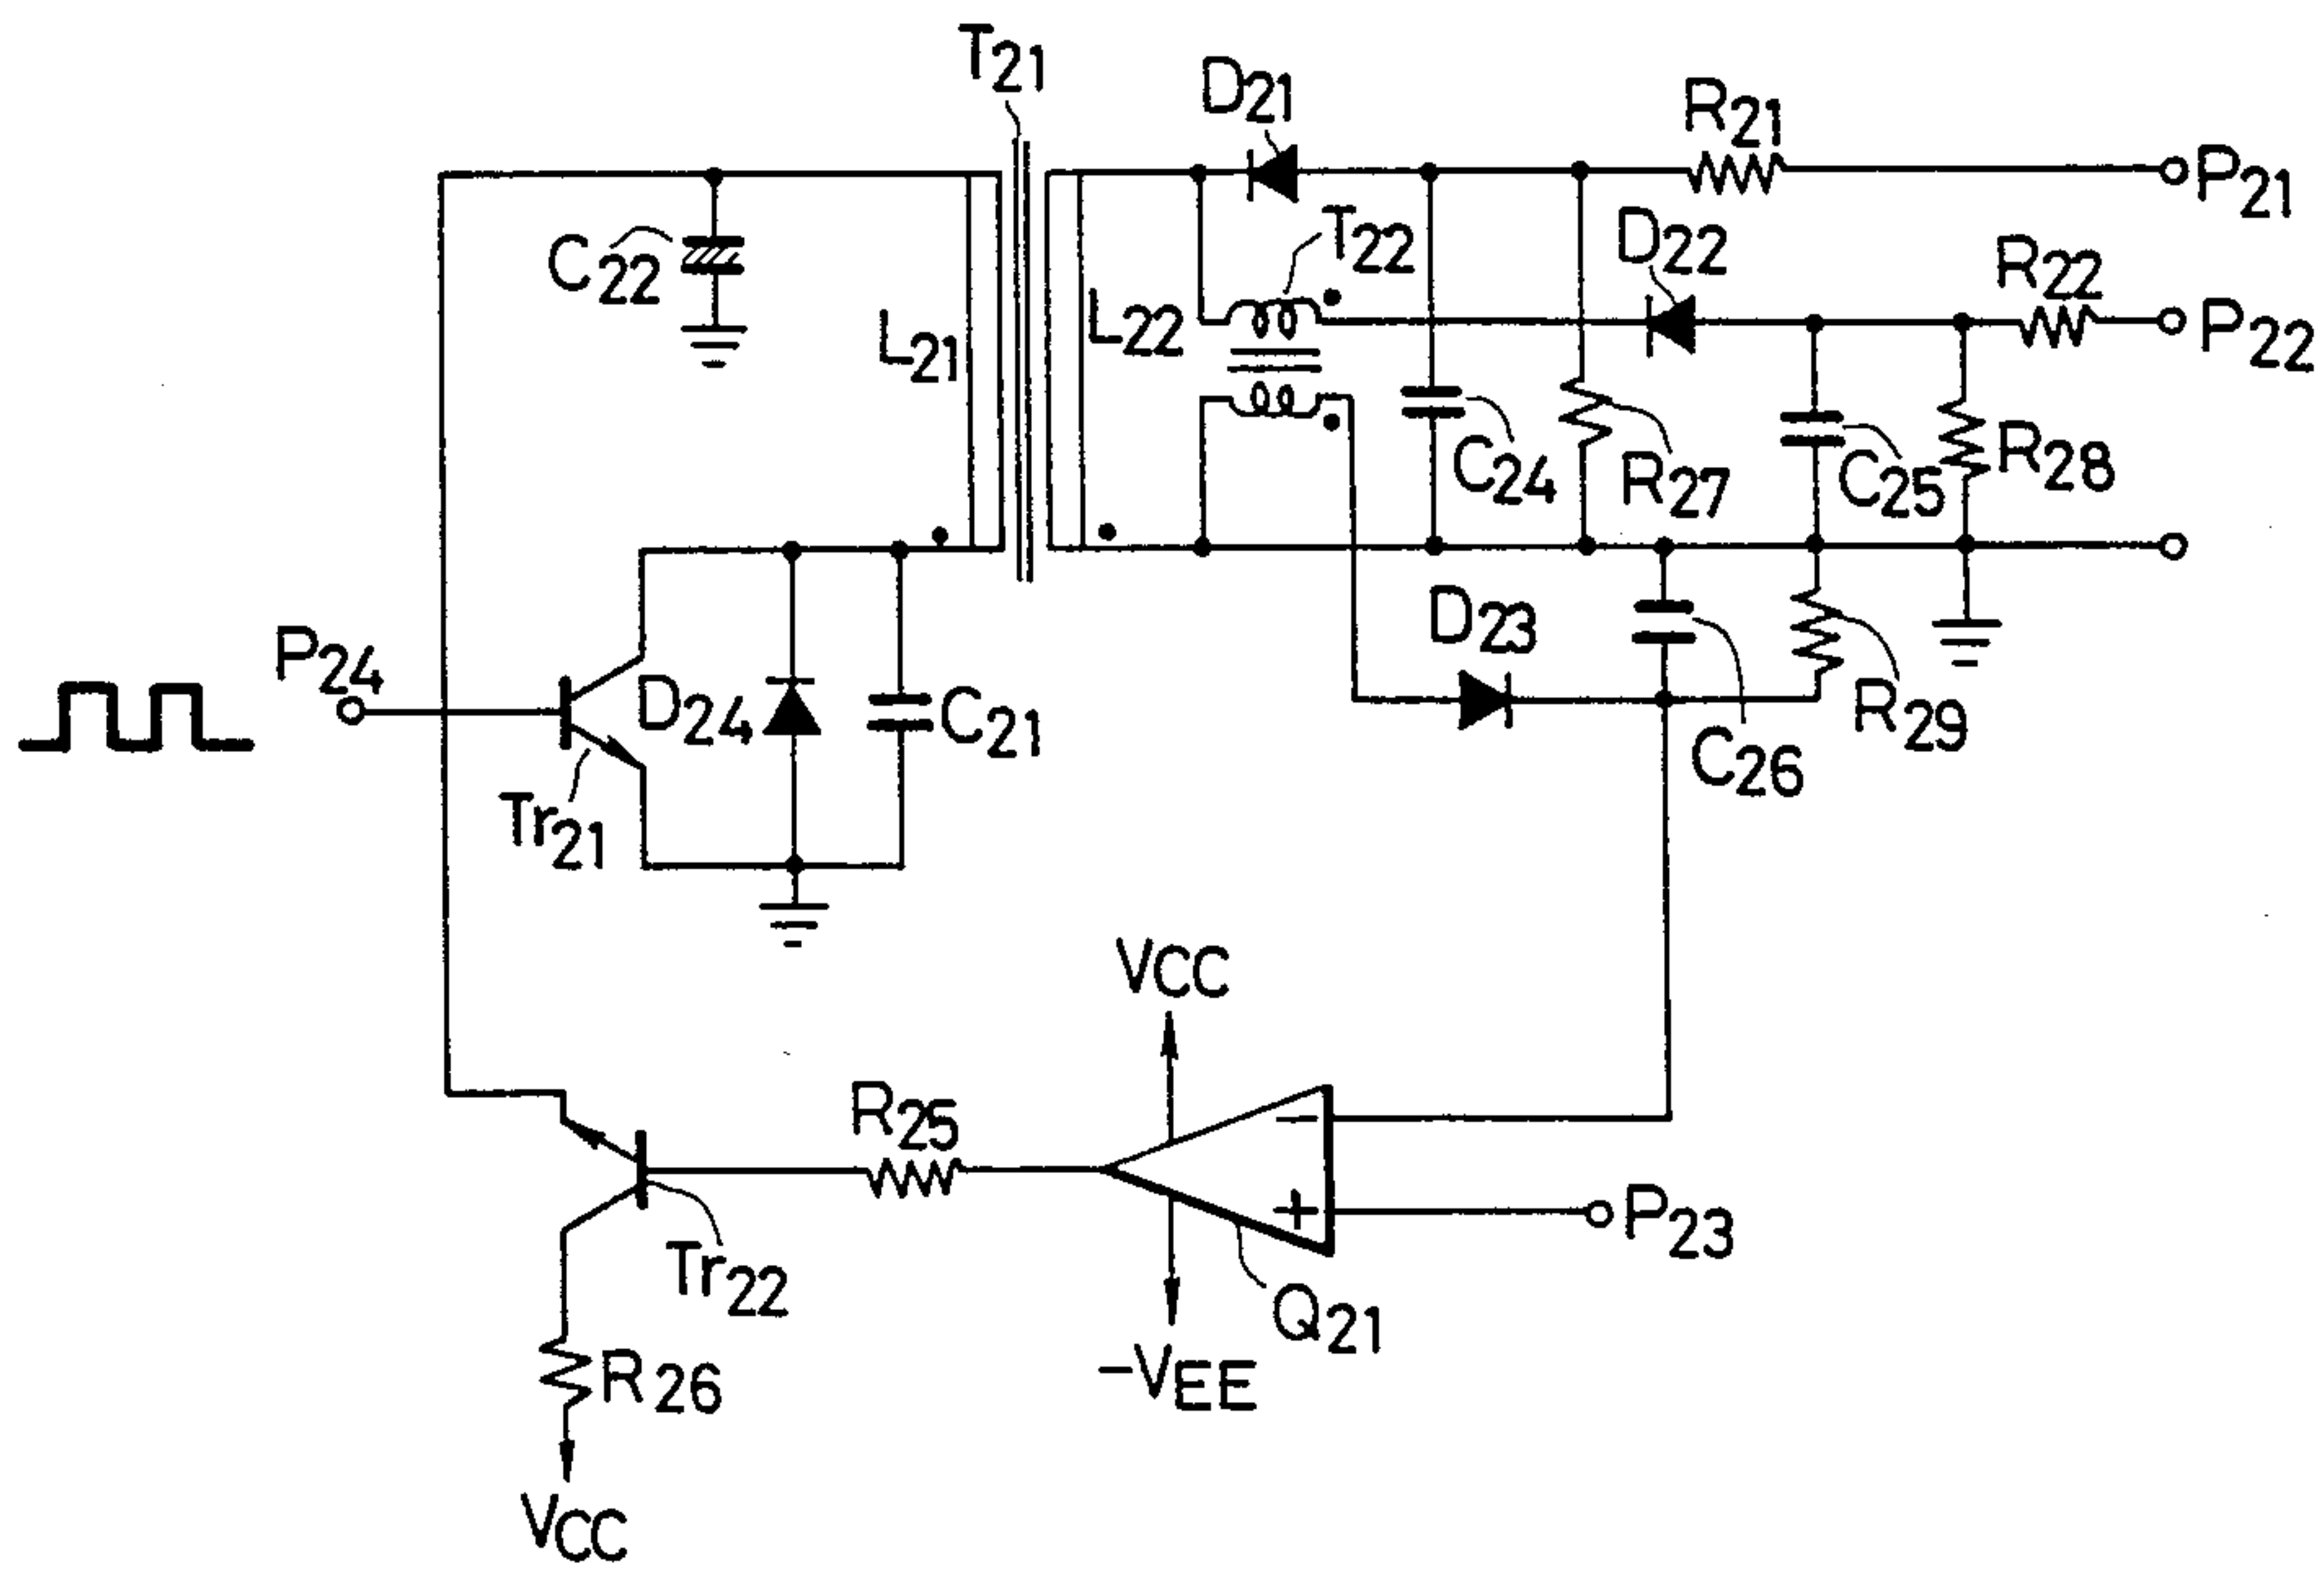 T21
D21
R21
P21
C22
T22
D22
R22
P22
L21
L22
C24
R27
C25
R28
P24
D24
C21
D23
R29
C26
Tr21
VCC
R25
P23
Tr22
Q21
-VEE
R26
VCC
− 
+